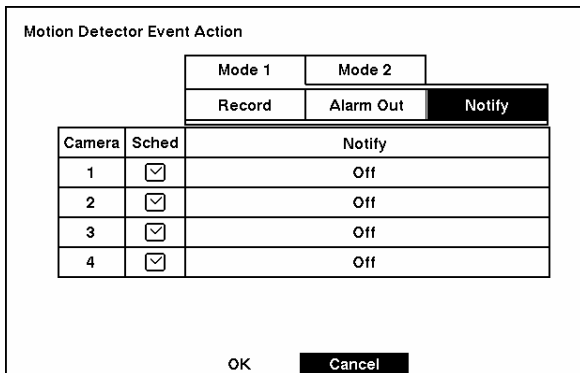 Motion Detector Event Action
Mode 1 Mode 2
Record Alarm Out Notify
Camera Sched Notify
1 Off
2 Off
3 Off
4 Off
OK Cancel